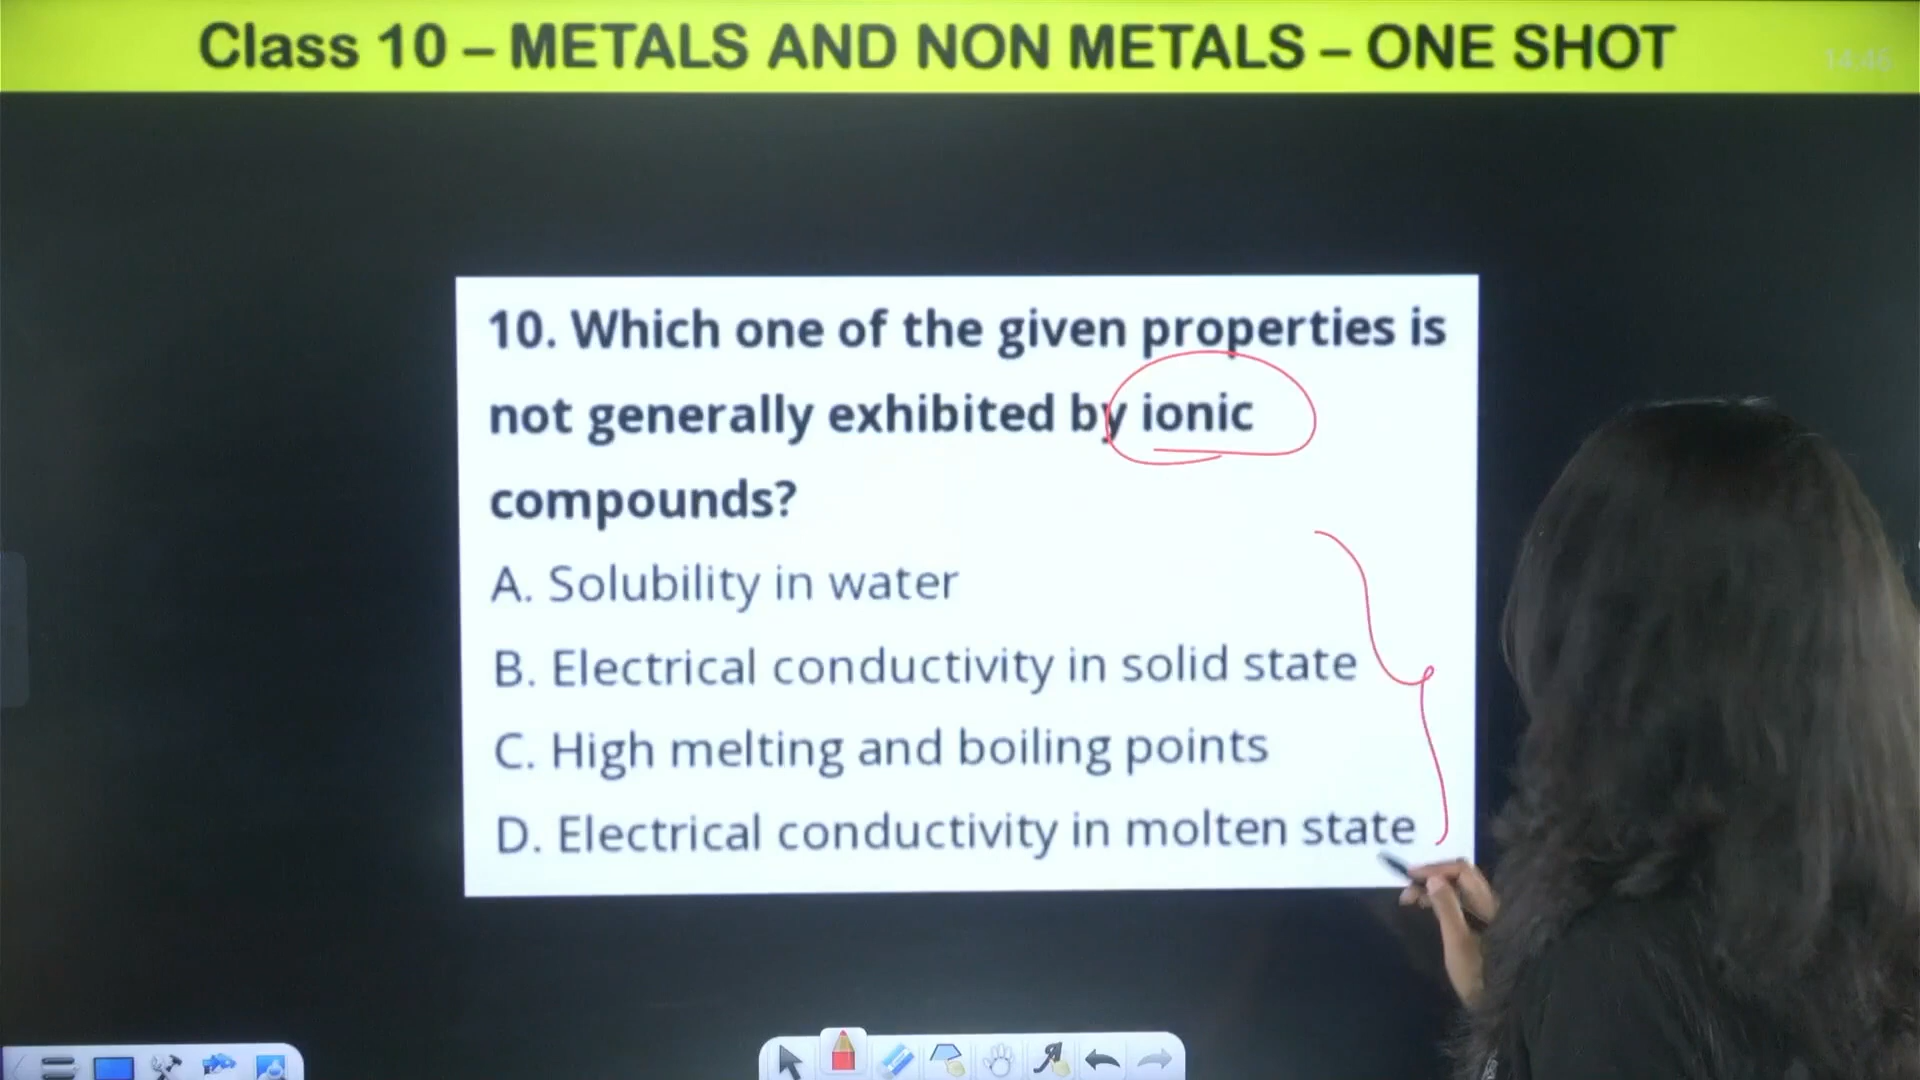 Class 10 – METALS AND NON METALS – ONE SHOT
14:46
10. Which one of the given properties is
not generally exhibited by ionic
compounds?
A. Solubility in water
B. Electrical conductivity in solid state
C. High melting and boiling points
D. Electrical conductivity in molten state